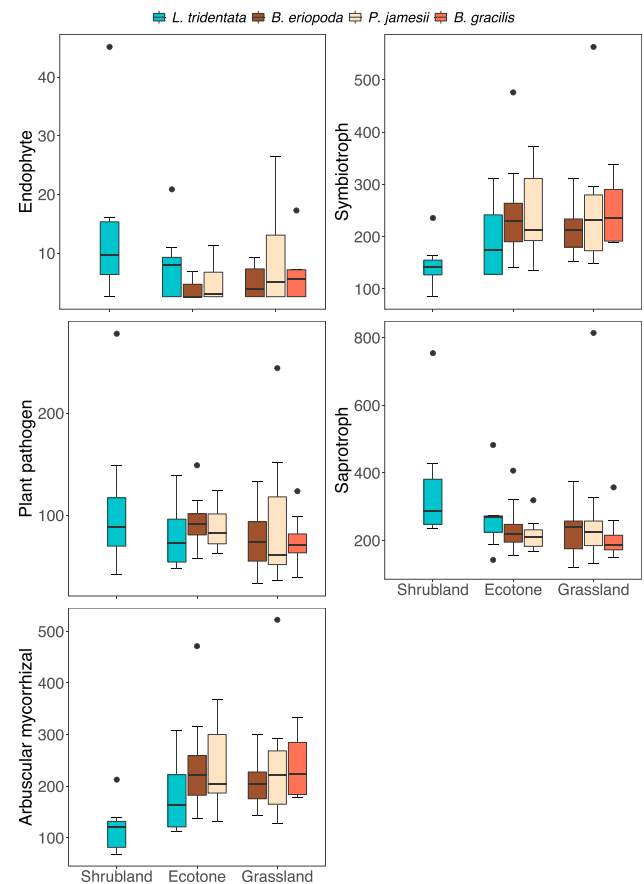 L. tridentata B. eriopoda P. jamesii B. gracilis
Endophyte
40
30
20
10
Symbiotroph
500
400
300
200
100
Plant pathogen
200
100
Saprotroph
800
600
400
200
Shrubland Ecotone Grassland
Arbuscular mycorrhizal
500
400
300
200
100
Shrubland Ecotone Grassland